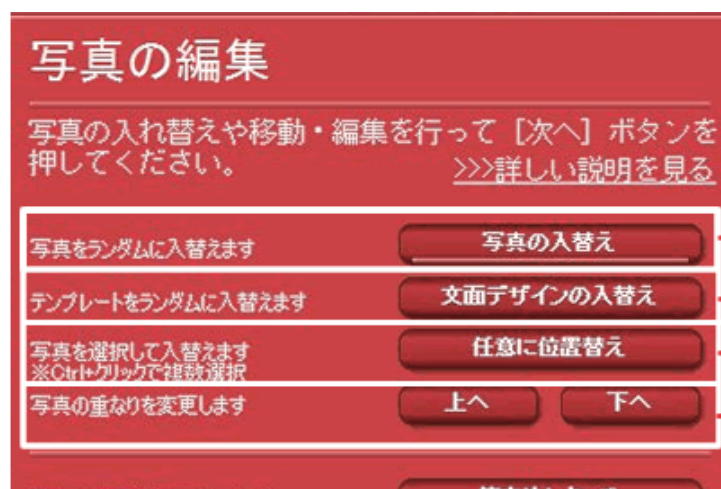 写真の編集
写真の入れ替えや移動・編集を行って［次へ］ボタンを
押してください。 >>>詳しい説明を見る
写真をランダムに入替えます 写真の入替え
テンプレートをランダムに入替えます 文面デザインの入替え
写真を選択して入替えます 任意に位置替え
※Ctrl+クリックで複数選択
写真の重なりを変更します 上へ 下へ